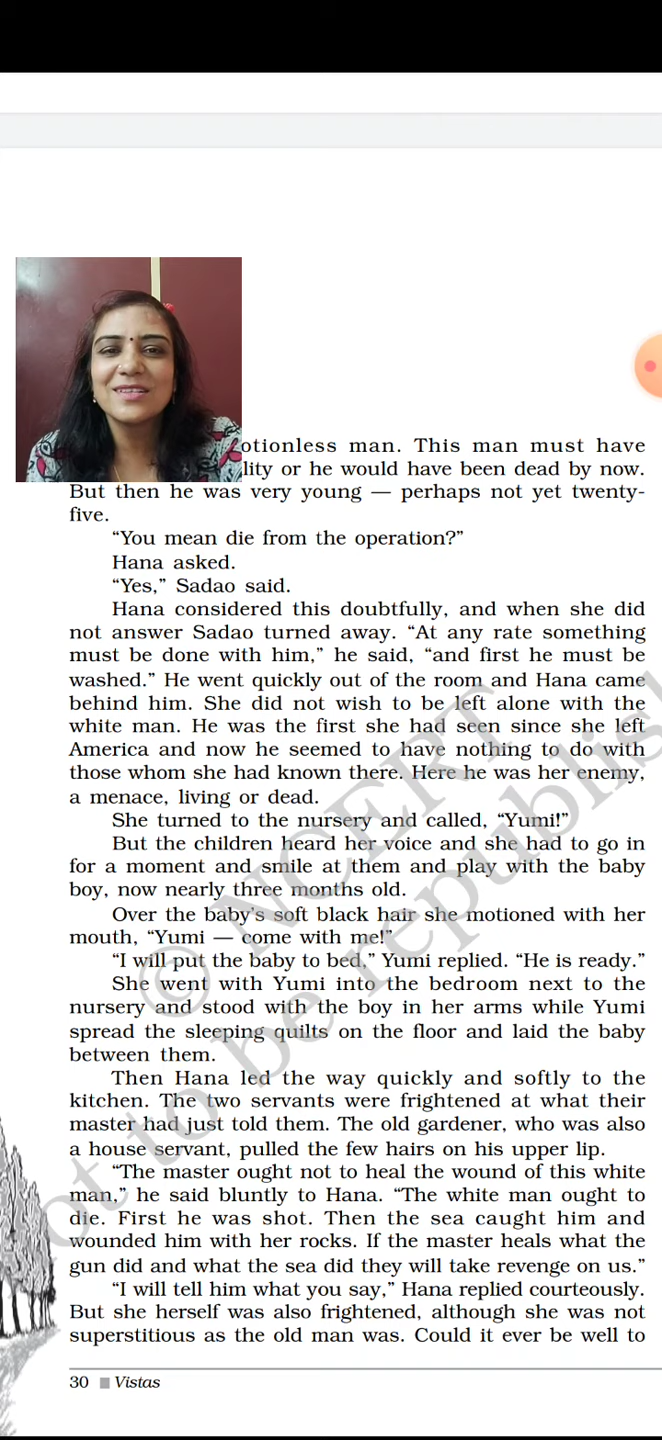 otionless man. This man must have
lity or he would have been dead by now.
But then he was very young — perhaps not yet twenty-
five.
“You mean die from the operation?”
Hana asked.
“Yes,” Sadao said.
Hana considered this doubtfully, and when she did
not answer Sadao turned away. “At any rate something
must be done with him,” he said, “and first he must be
washed.” He went quickly out of the room and Hana came
behind him. She did not wish to be left alone with the
white man. He was the first she had seen since she left
America and now he seemed to have nothing to do with
those whom she had known there. Here he was her enemy,
a menace, living or dead.
She turned to the nursery and called, “Yumi!”
But the children heard her voice and she had to go in
for a moment and smile at them and play with the baby
boy, now nearly three months old.
Over the baby’s soft black hair she motioned with her
mouth, “Yumi — come with me!”
“I will put the baby to bed,” Yumi replied. “He is ready.”
She went with Yumi into the bedroom next to the
nursery and stood with the boy in her arms while Yumi
spread the sleeping quilts on the floor and laid the baby
between them.
Then Hana led the way quickly and softly to the
kitchen. The two servants were frightened at what their
master had just told them. The old gardener, who was also
a house servant, pulled the few hairs on his upper lip.
“The master ought not to heal the wound of this white
man,” he said bluntly to Hana. “The white man ought to
die. First he was shot. Then the sea caught him and
wounded him with her rocks. If the master heals what the
gun did and what the sea did they will take revenge on us.”
“I will tell him what you say,” Hana replied courteously.
But she herself was also frightened, although she was not
superstitious as the old man was. Could it ever be well to
30 Vistas
© NCERT
ot to be republish